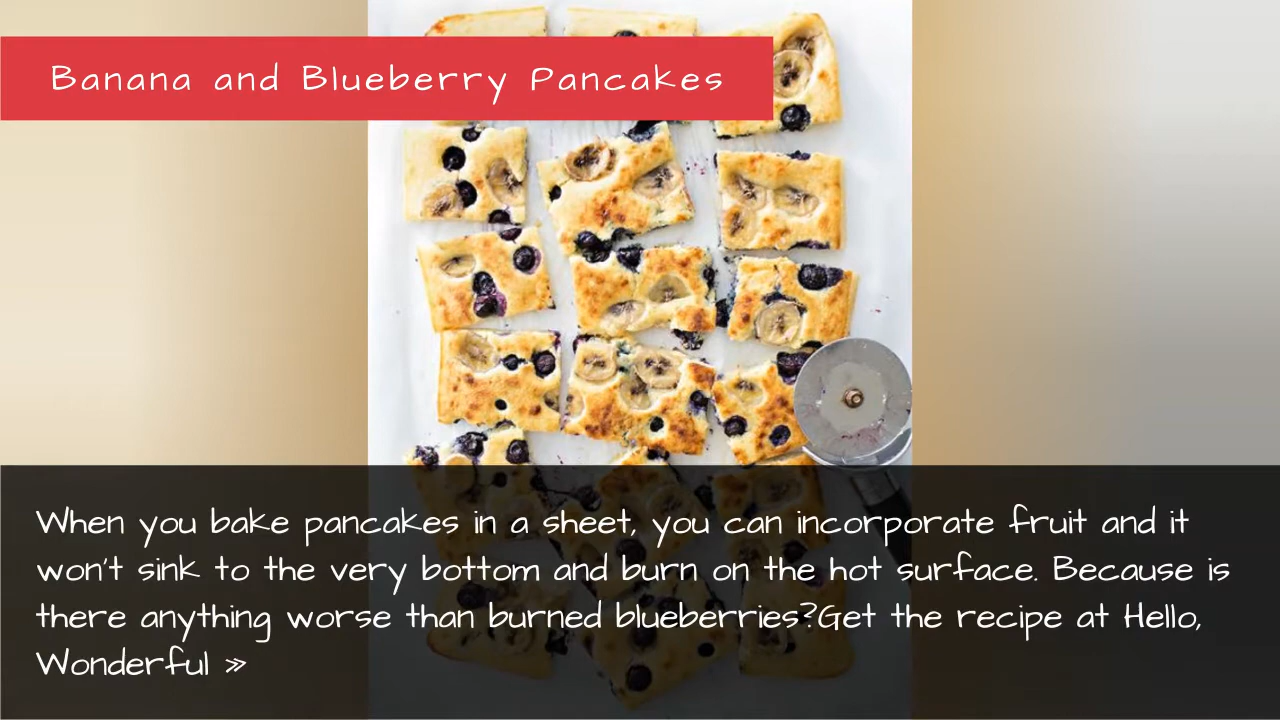 Banana and Blueberry Pancakes
When you bake pancakes in a sheet, you can incorporate fruit and it
won't sink to the very bottom and burn on the hot surface. Because is
there anything worse than burned blueberries?Get the recipe at Hello,
Wonderful »